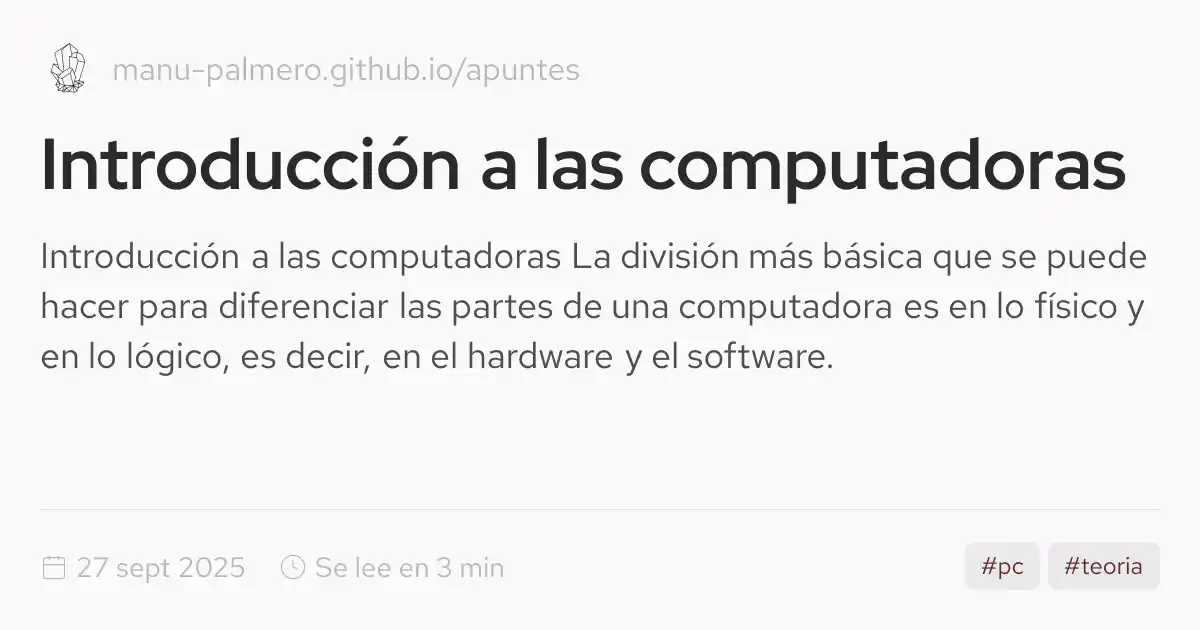 manu-palmero.github.io/apuntes
Introducción a las computadoras
Introducción a las computadoras La división más básica que se puede
hacer para diferenciar las partes de una computadora es en lo físico y
en lo lógico, es decir, en el hardware y el software.
27 sept 2025 Se lee en 3 min #pc #teoria